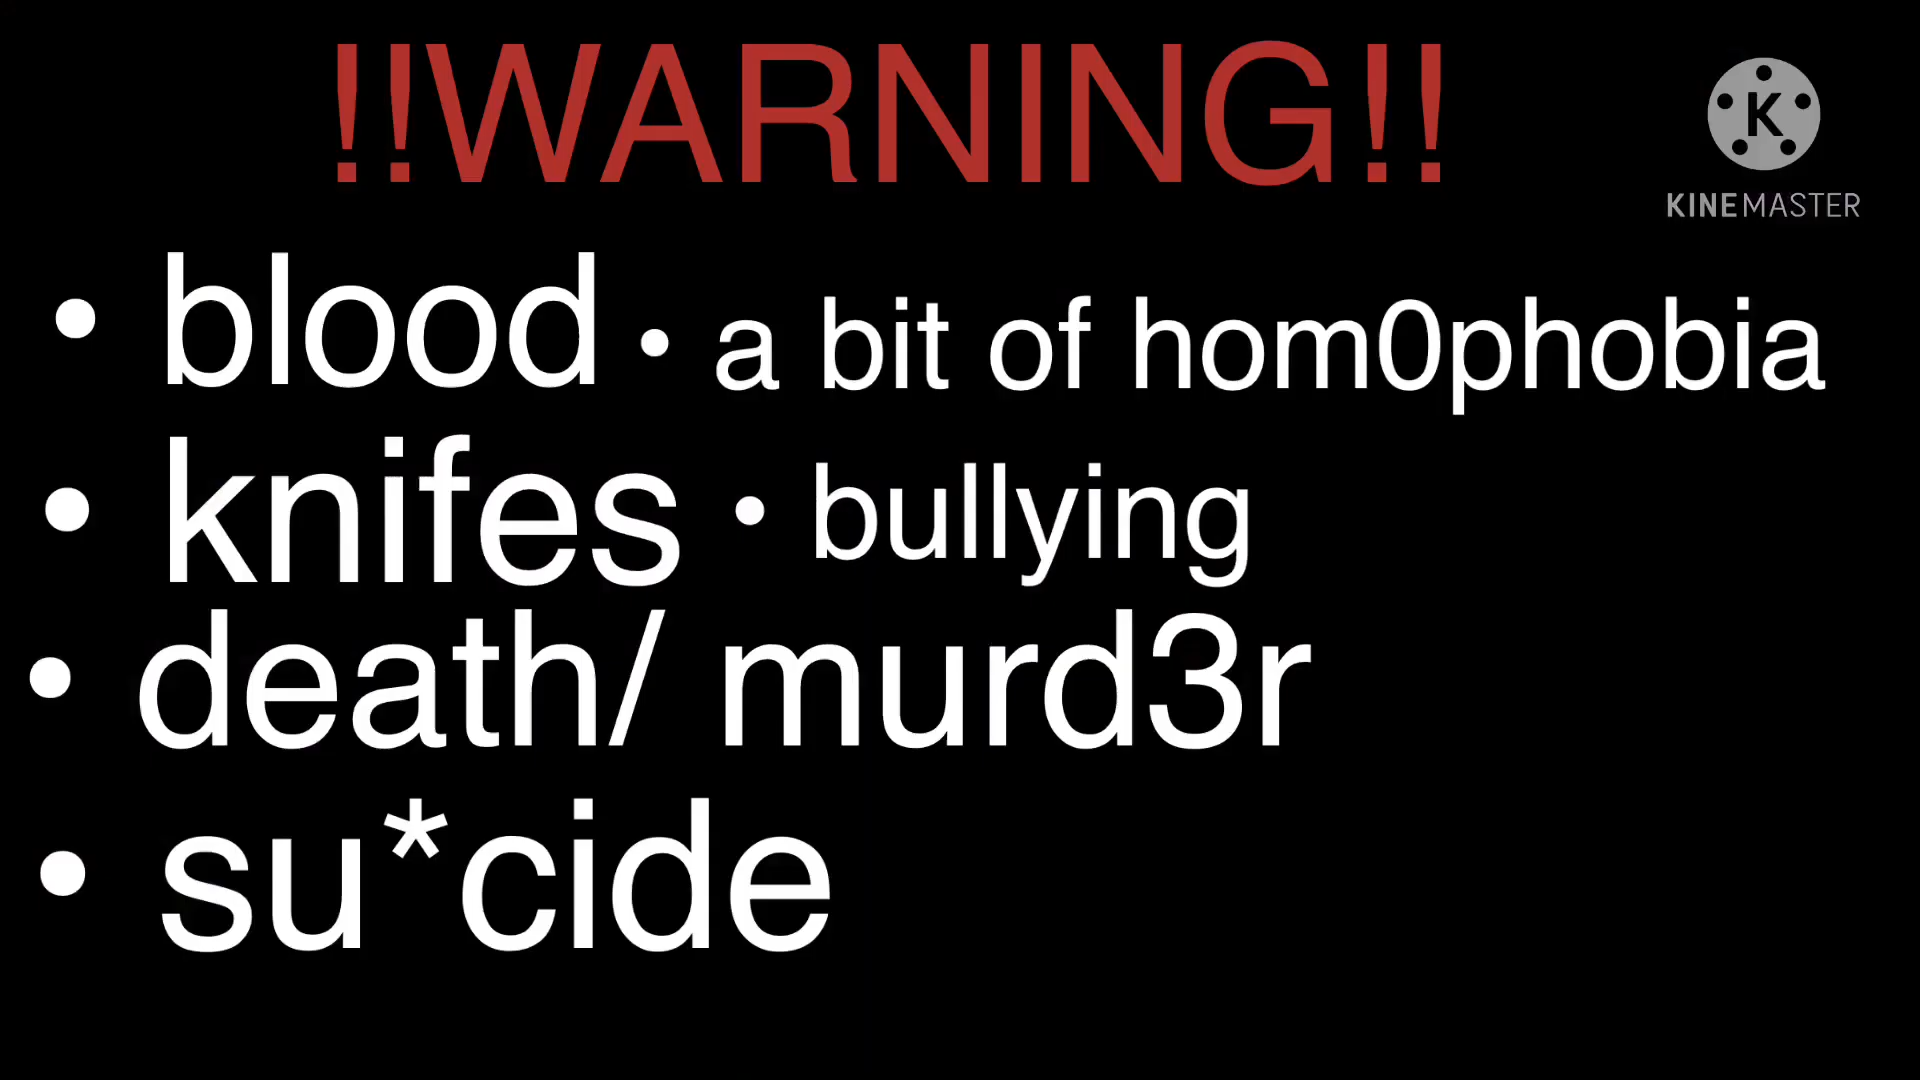 !!WARNING!!
K
KINEMASTER
• blood • a bit of hom0phobia
• knifes • bullying
• death/ murd3r
• su*cide